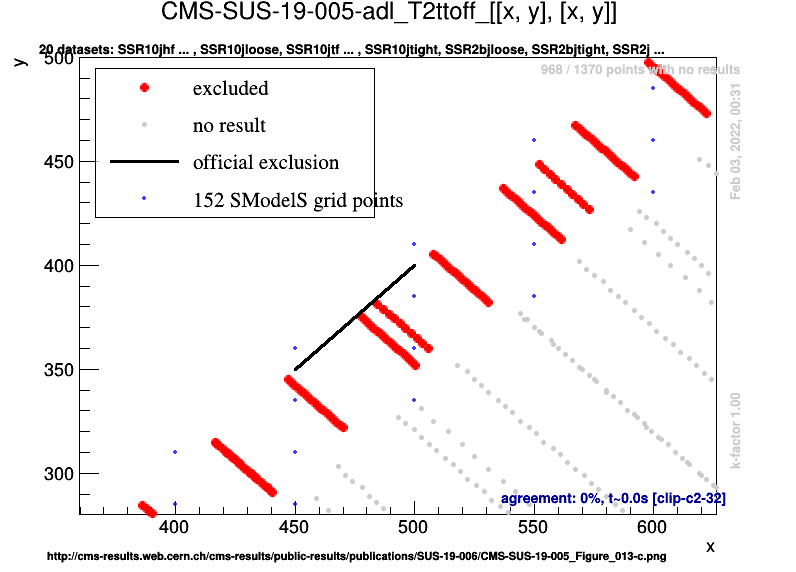 CMS-SUS-19-005-adl_T2ttoff_[[x, y], [x, y]]
20 datasets: SSR10jhf ... , SSR10jloose, SSR10jtf ... , SSR10jtight, SSR2bjloose, SSR2bjtight, SSR2j ...
y
500
968 / 1370 points with no results
excluded
no result
official exclusion
152 SModelS grid points
Feb 03, 2022, 00:31
450
400
350
300
k-factor 1.00
agreement: 0%, t~0.0s [clip-c2-32]
400 450 500 550 600
x
http://cms-results.web.cern.ch/cms-results/public-results/publications/SUS-19-006/CMS-SUS-19-005_Figure_013-c.png